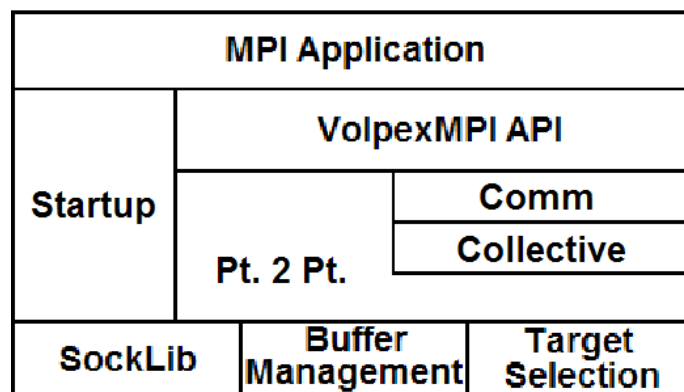 MPI Application
VolpexMPI API
Startup
Comm
Collective
Pt. 2 Pt.
SockLib
Buffer
Management
Target
Selection